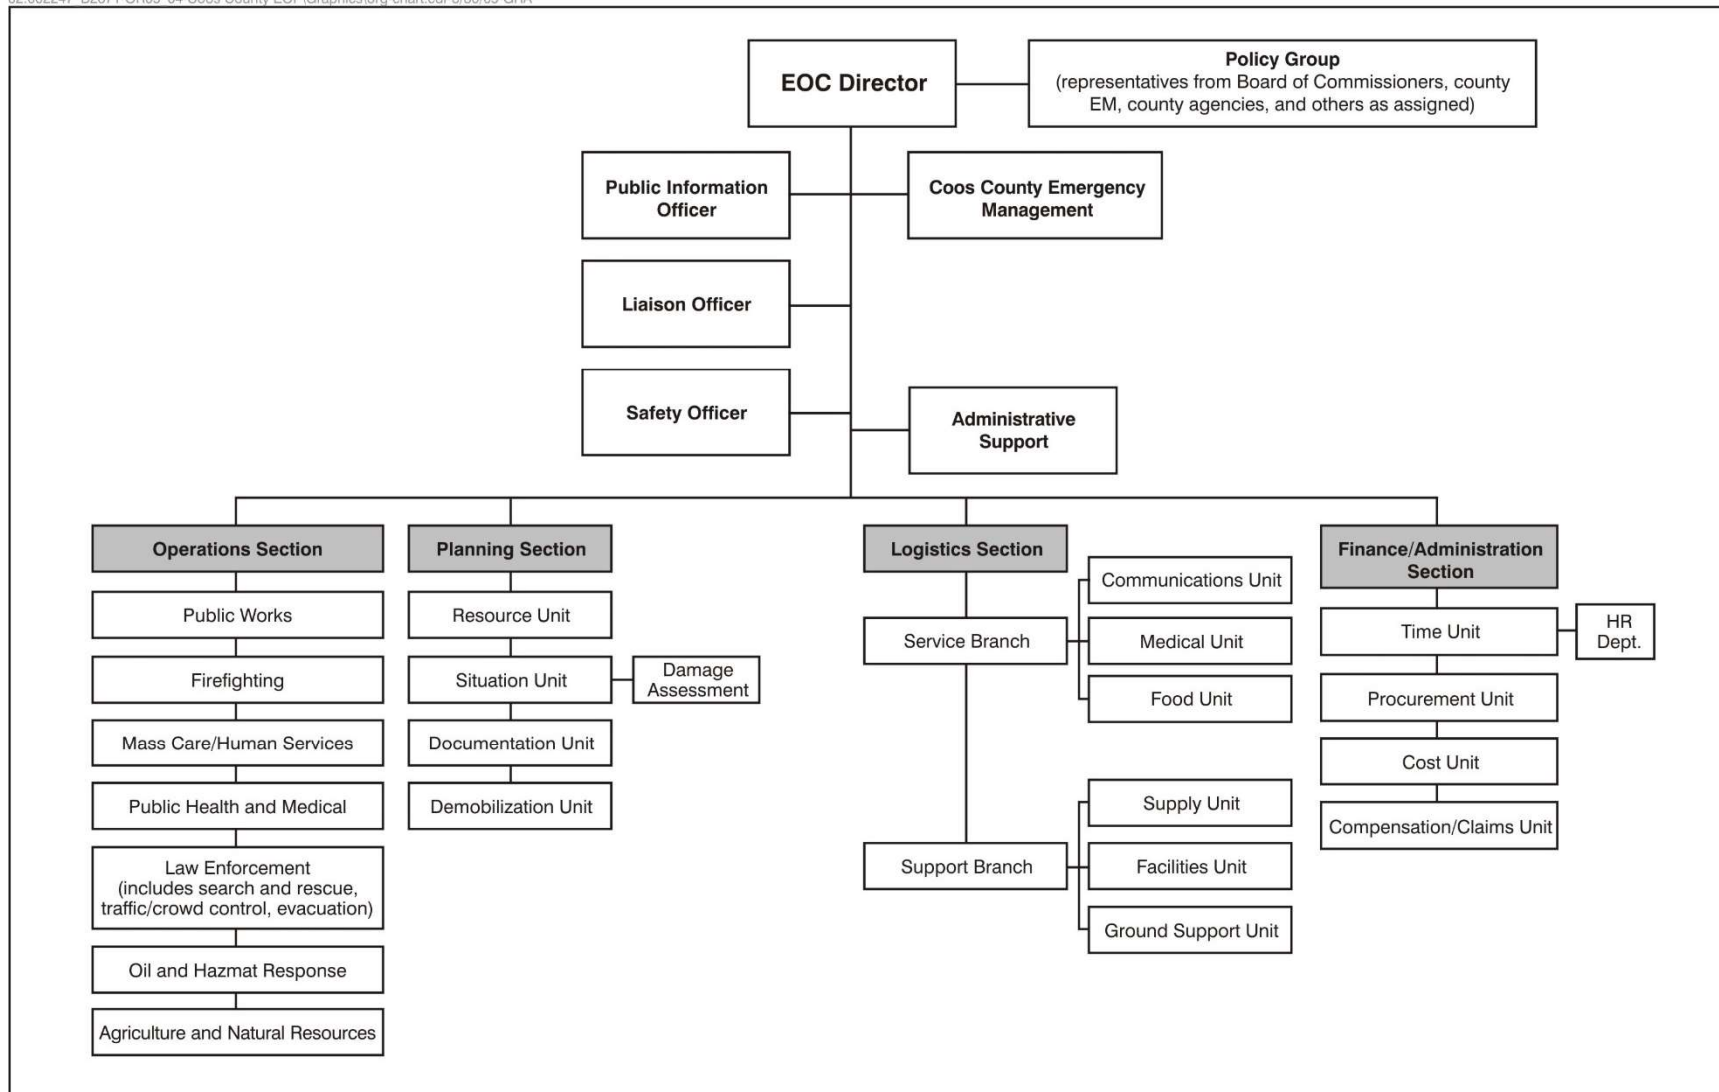 EOC Director
Policy Group
(representatives from Board of Commissioners, county
EM, county agencies, and others as assigned)
Public Information
Officer
Coos County Emergency
Management
Liaison Officer
Safety Officer
Administrative
Support
Operations Section
Public Works
Firefighting
Mass Care/Human Services
Public Health and Medical
Law Enforcement
(includes search and rescue,
traffic/crowd control, evacuation)
Oil and Hazmat Response
Agriculture and Natural Resources
Planning Section
Resource Unit
Situation Unit
Damage
Assessment
Documentation Unit
Demobilization Unit
Logistics Section
Service Branch
Communications Unit
Medical Unit
Food Unit
Support Branch
Supply Unit
Facilities Unit
Ground Support Unit
Finance/Administration
Section
Time Unit
HR
Dept.
Procurement Unit
Cost Unit
Compensation/Claims Unit